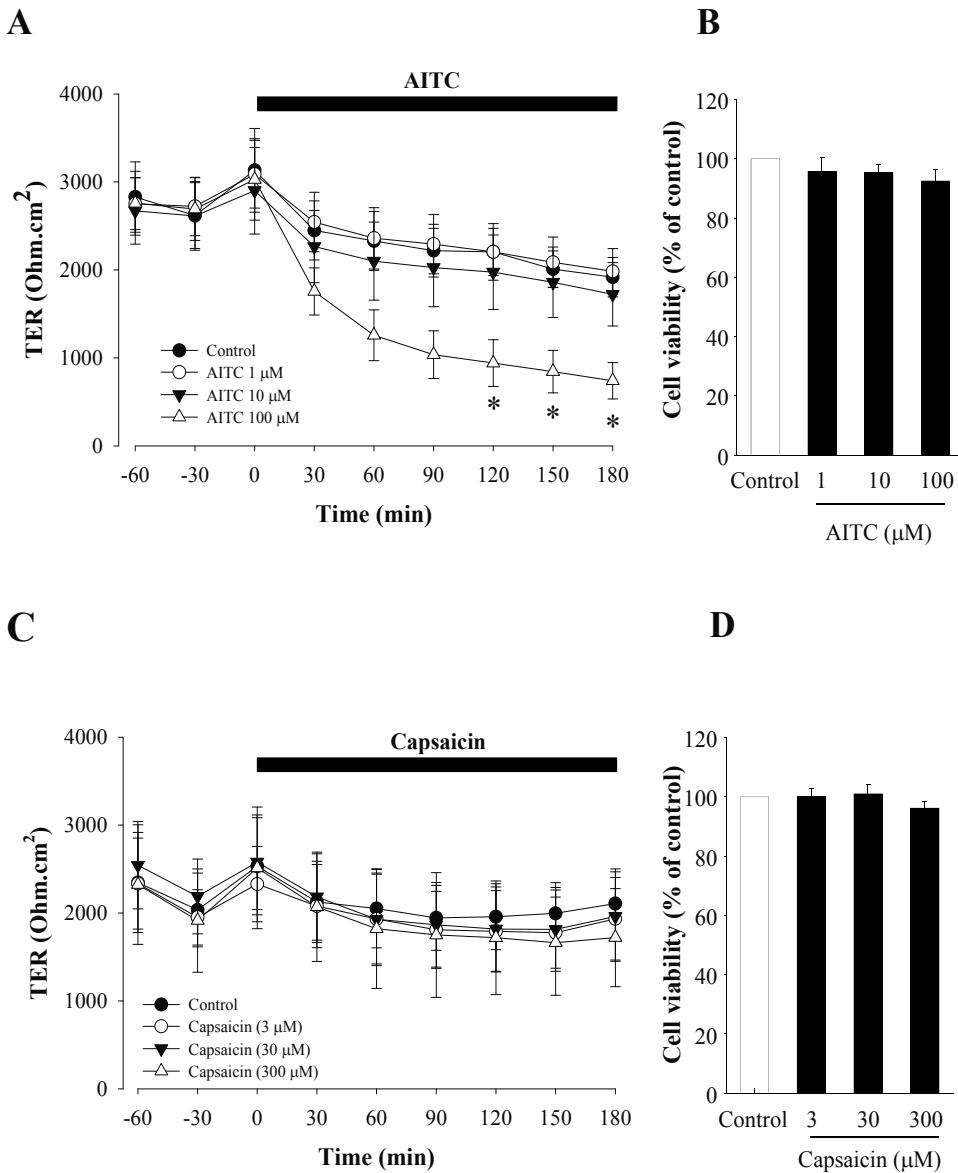 A
AITC
TER (Ohm.cm²)
4000
3000
2000
1000
0
Control
AITC 1 μM
AITC 10 μM
AITC 100 μM
* * *
-60 -30 0 30 60 90 120 150 180
Time (min)
B
Cell viability (% of control)
120
100
80
60
40
20
0
Control 1 10 100
AITC (μM)
C
Capsaicin
TER (Ohm.cm²)
4000
3000
2000
1000
0
Control
Capsaicin (3 μM)
Capsaicin (30 μM)
Capsaicin (300 μM)
-60 -30 0 30 60 90 120 150 180
Time (min)
D
Cell viability (% of control)
120
100
80
60
40
20
0
Control 3 30 300
Capsaicin (μM)